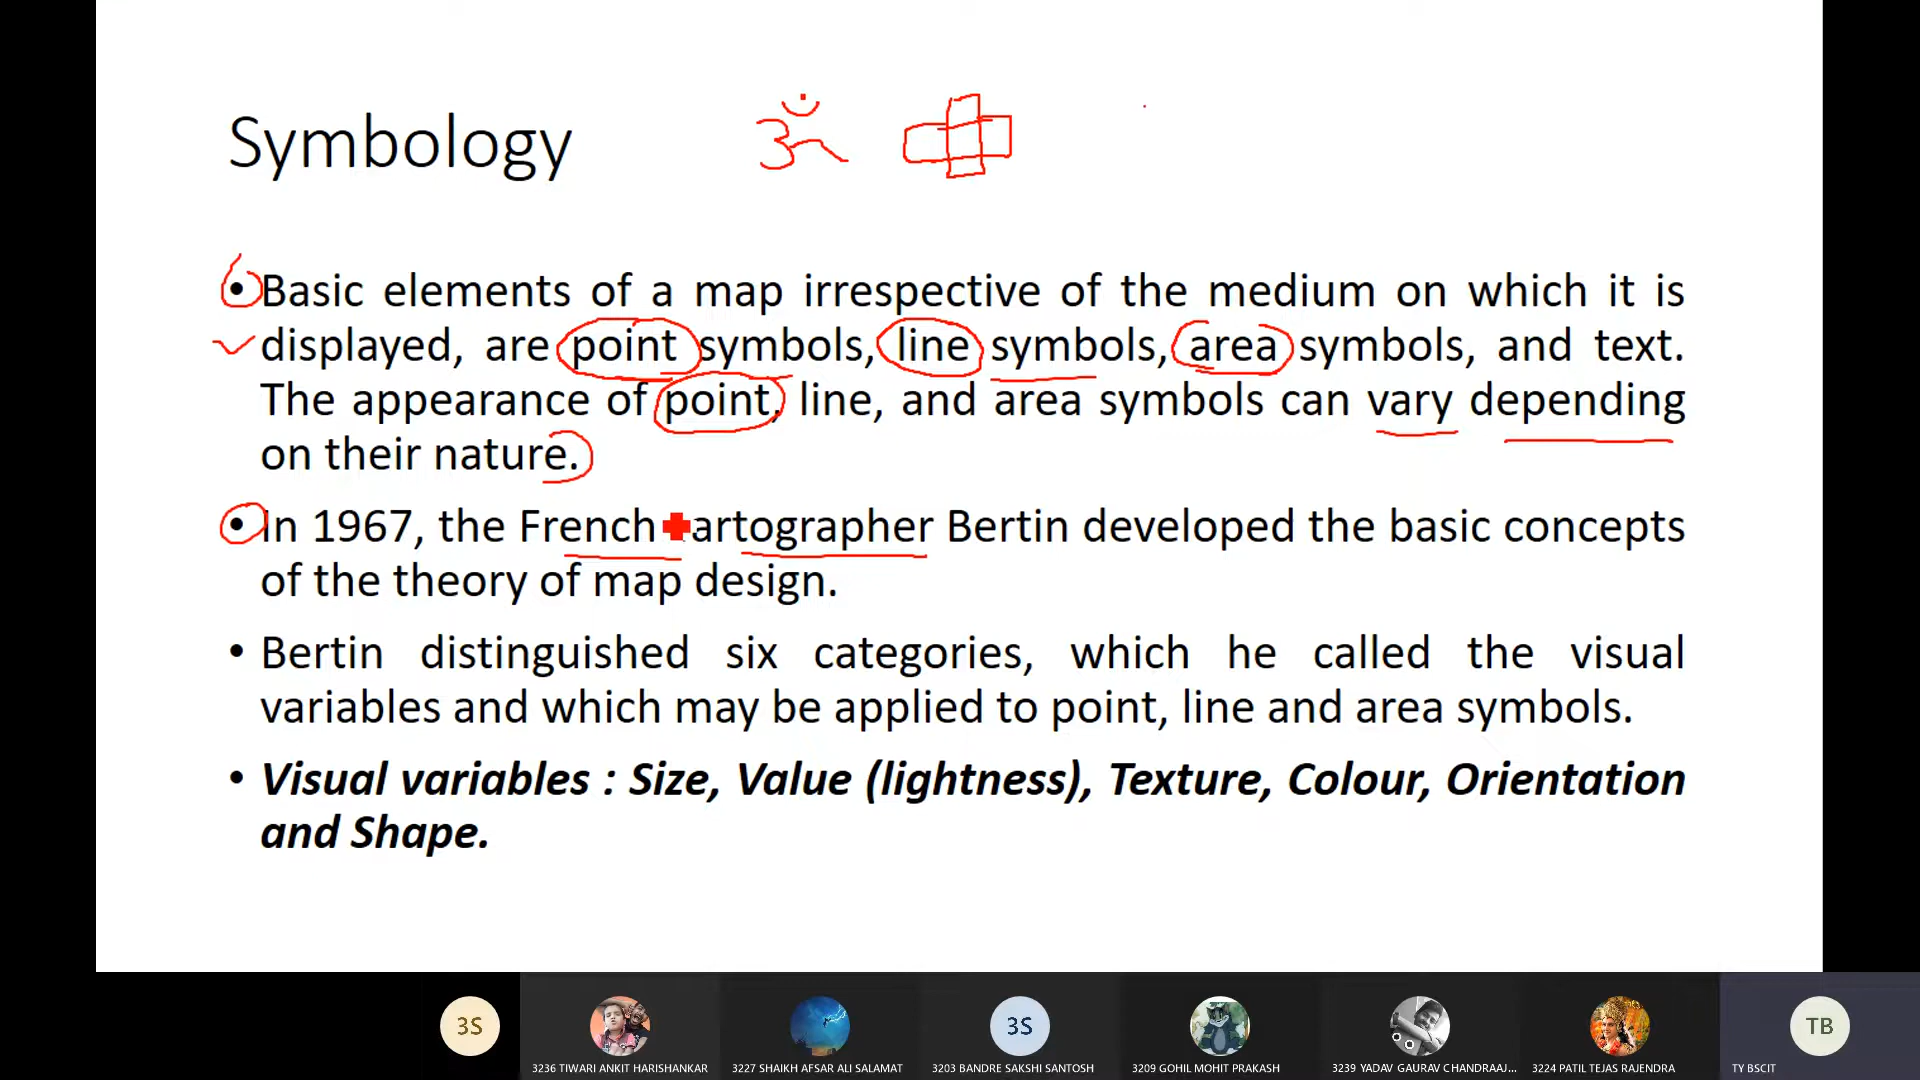 Symbology ॐ
• Basic elements of a map irrespective of the medium on which it is
displayed, are point symbols, line symbols, area symbols, and text.
The appearance of point, line, and area symbols can vary depending
on their nature.
• In 1967, the French artographer Bertin developed the basic concepts
of the theory of map design.
• Bertin distinguished six categories, which he called the visual
variables and which may be applied to point, line and area symbols.
• Visual variables : Size, Value (lightness), Texture, Colour, Orientation
and Shape.
3S 3S TB
3236 TIWARI ANKIT HARISHANKAR 3227 SHAIKH AFSAR ALI SALAMAT 3203 BANDRE SAKSHI SANTOSH 3209 GOHIL MOHIT PRAKASH 3239 YADAV GAURAV CHANDRAAJ... 3224 PATIL TEJAS RAJENDRA TY BSCIT